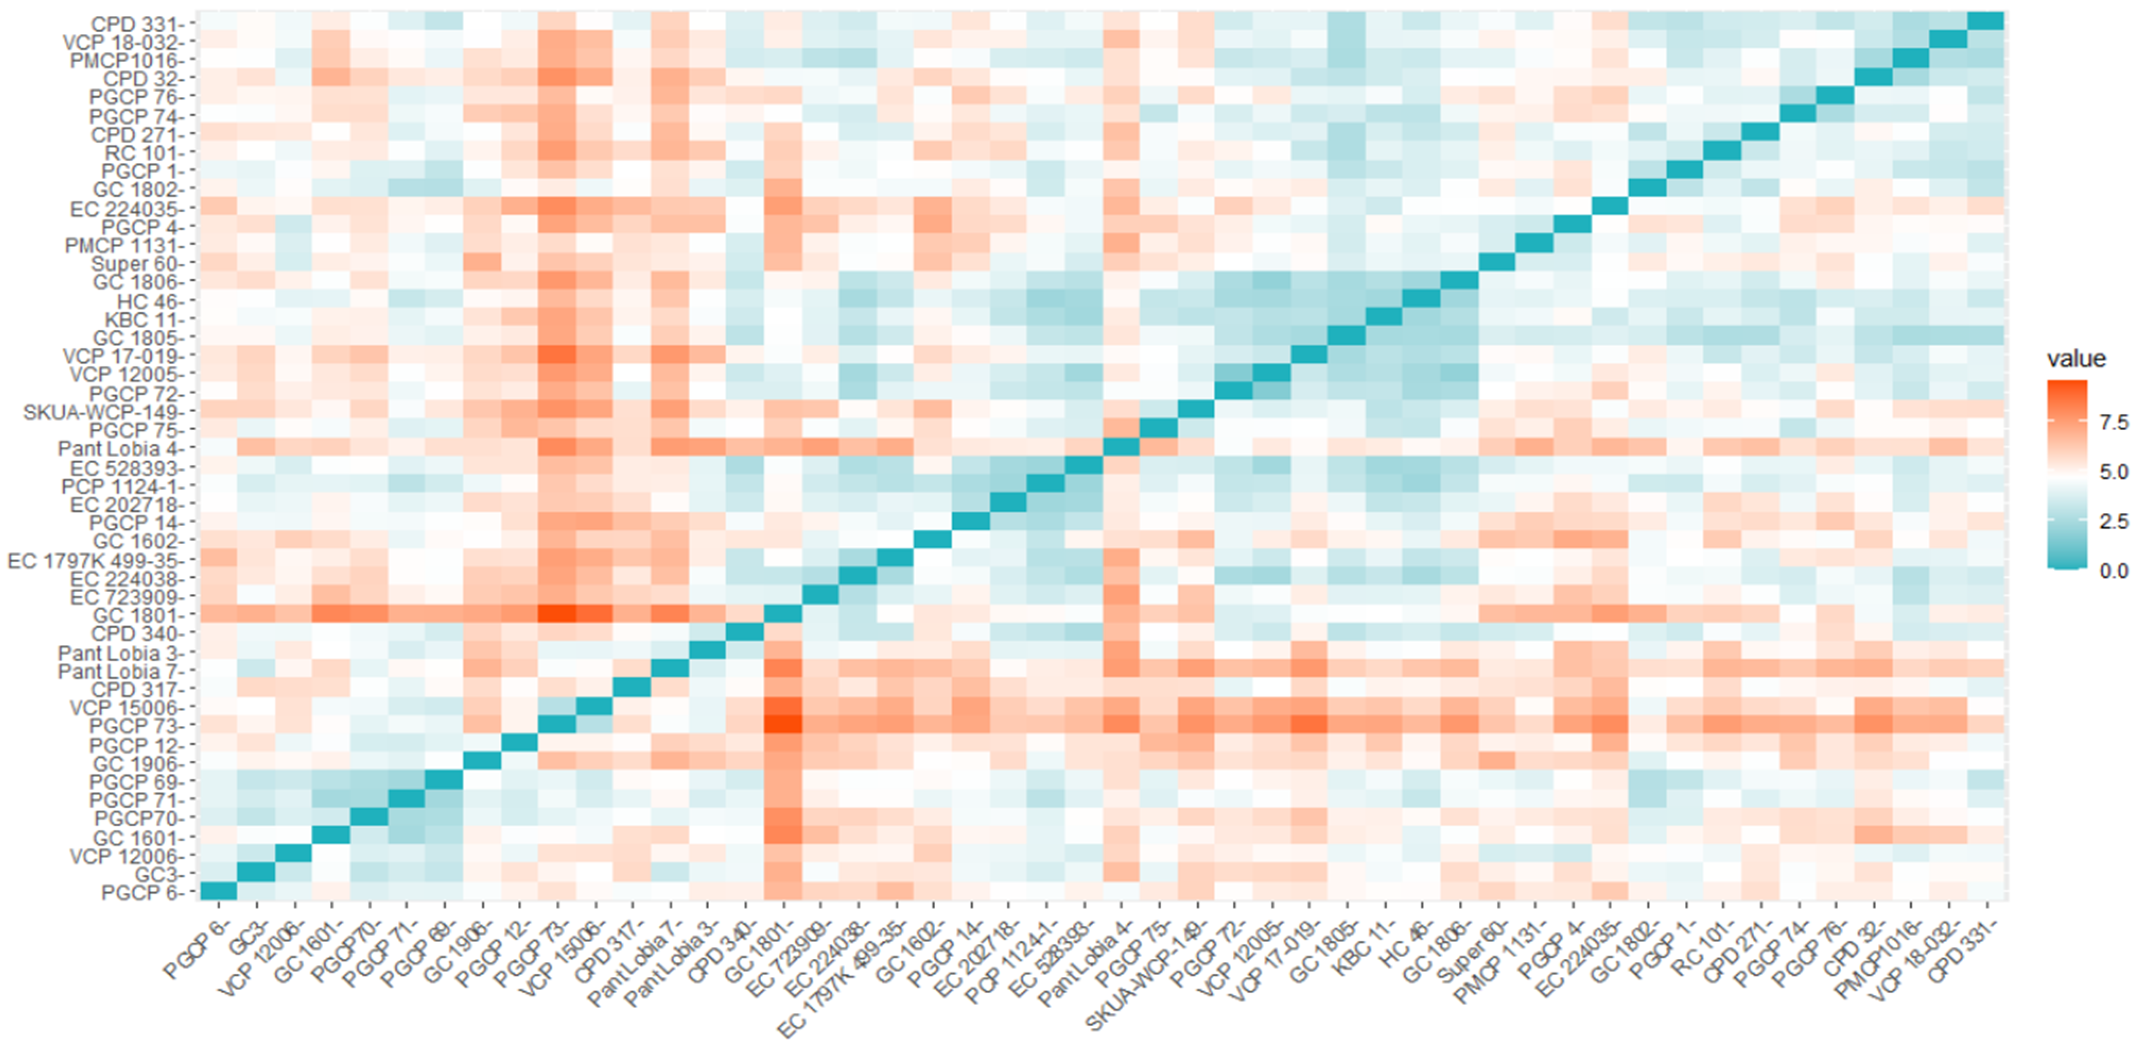 CPD 331-
VCP 18-032-
PMCP1016-
CPD 32-
PGCP 76-
PGCP 74-
CPD 271-
RC 101-
PGCP 1-
GC 1802-
EC 224035-
PGCP 4-
PMCP 1131-
Super 60-
GC 1806-
HC 46-
KBC 11-
GC 1805-
VCP 17-019-
VCP 12005-
PGCP 72-
SKUA-WCP-149-
PGCP 75-
Pant Lobia 4-
EC 528393-
PCP 1124-1-
EC 202718-
PGCP 14-
GC 1602-
EC 1797K 499-35-
EC 224038-
EC 723909-
GC 1801-
CPD 340-
Pant Lobia 3-
Pant Lobia 7-
CPD 317-
VCP 15006-
PGCP 73-
PGCP 12-
GC 1906-
PGCP 69-
PGCP 71-
PGCP70-
GC 1601-
VCP 12006-
GC3-
PGCP 6-
PGCP 6-
GC3-
VCP 12006-
GC 1601-
PGCP70-
PGCP 71-
PGCP 69-
GC 1906-
PGCP 12-
PGCP 73-
VCP 15006-
CPD 317-
Pant Lobia 7-
Pant Lobia 3-
CPD 340-
GC 1801-
EC 723909-
EC 224038-
EC 1797K 499-35-
GC 1602-
PGCP 14-
EC 202718-
PCP 1124-1-
EC 528393-
Pant Lobia 4-
PGCP 75-
SKUA-WCP-149-
PGCP 72-
VCP 12005-
VCP 17-019-
GC 1805-
KBC 11-
HC 46-
GC 1806-
Super 60-
PMCP 1131-
PGCP 4-
EC 224035-
GC 1802-
PGCP 1-
RC 101-
CPD 271-
PGCP 74-
PGCP 76-
CPD 32-
PMCP1016-
VCP 18-032-
CPD 331-
value
7.5
5.0
2.5
0.0